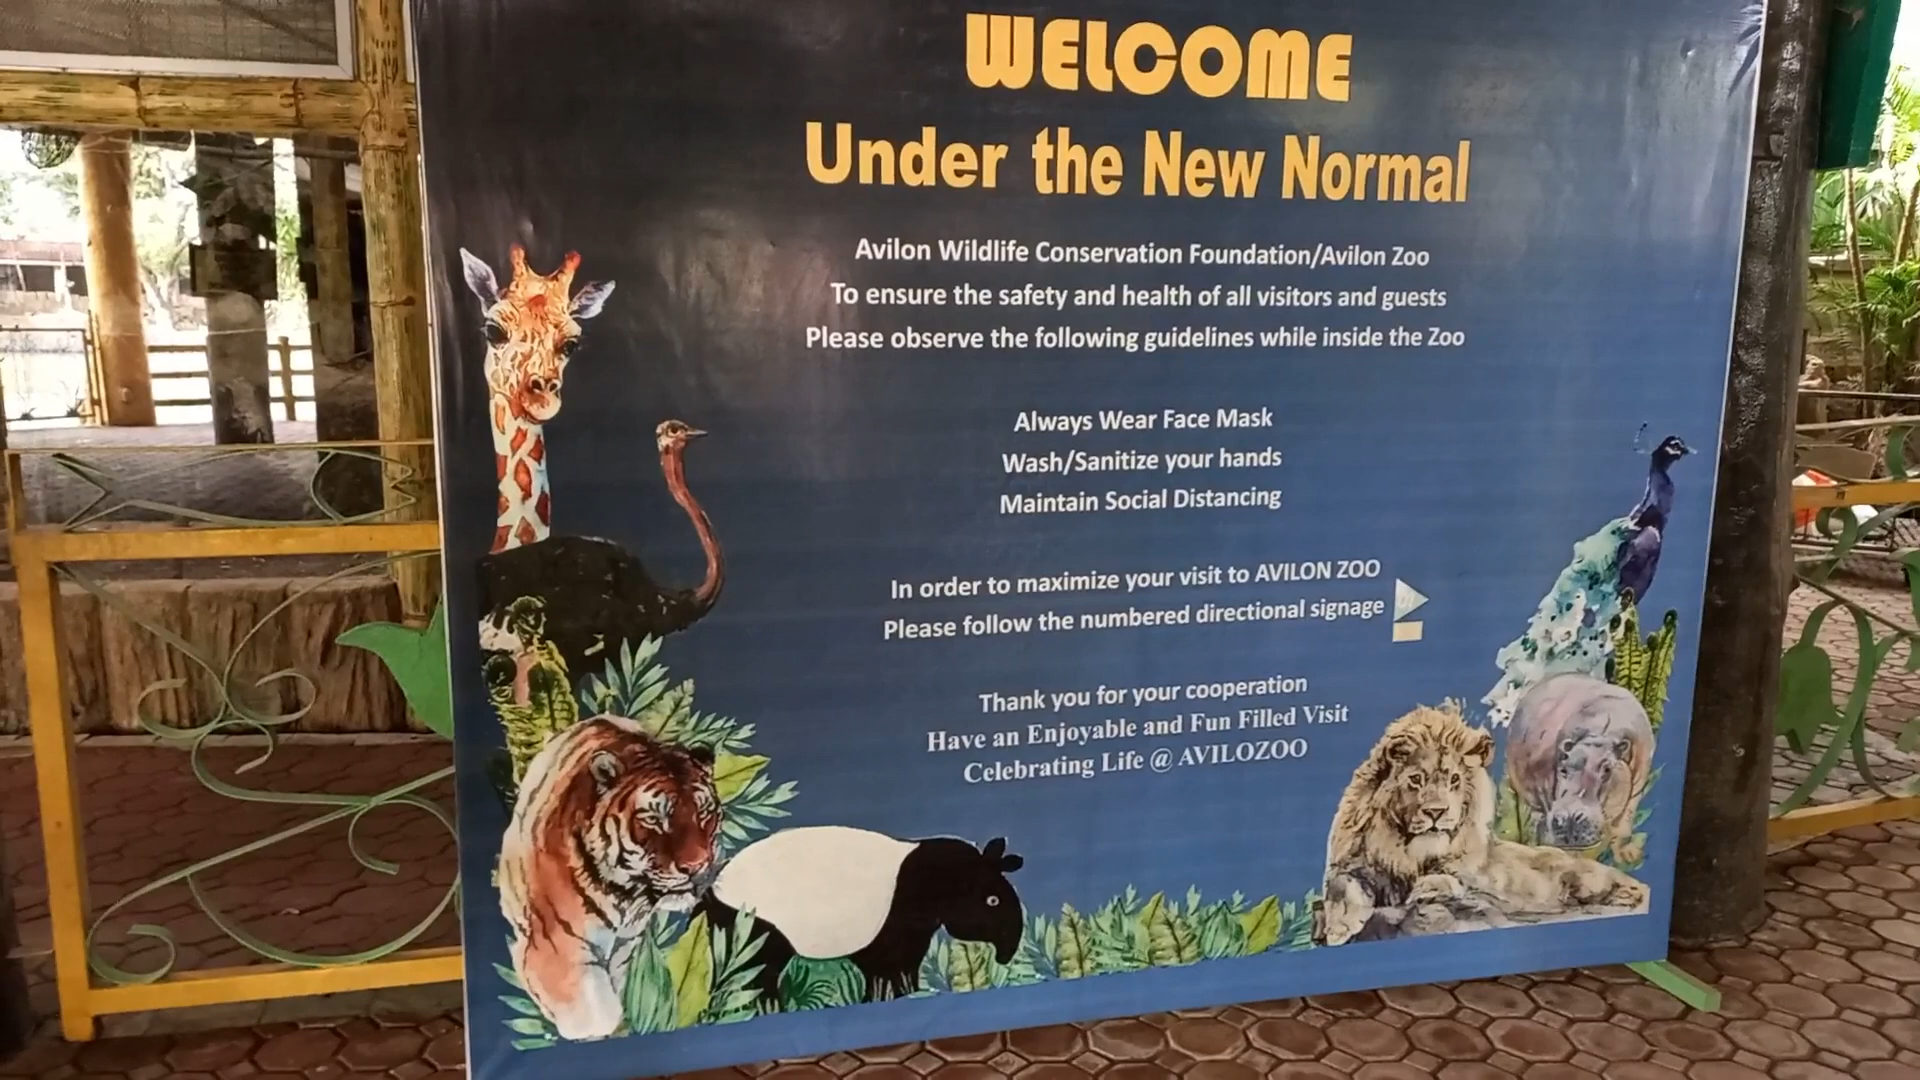 WELCOME
Under the New Normal
Avilon Wildlife Conservation Foundation/Avilon Zoo
To ensure the safety and health of all visitors and guests
Please observe the following guidelines while inside the Zoo
Always Wear Face Mask
Wash/Sanitize your hands
Maintain Social Distancing
In order to maximize your visit to AVILON ZOO
Please follow the numbered directional signage
Thank you for your cooperation
Have an Enjoyable and Fun Filled Visit
Celebrating Life @ AVILOZOO